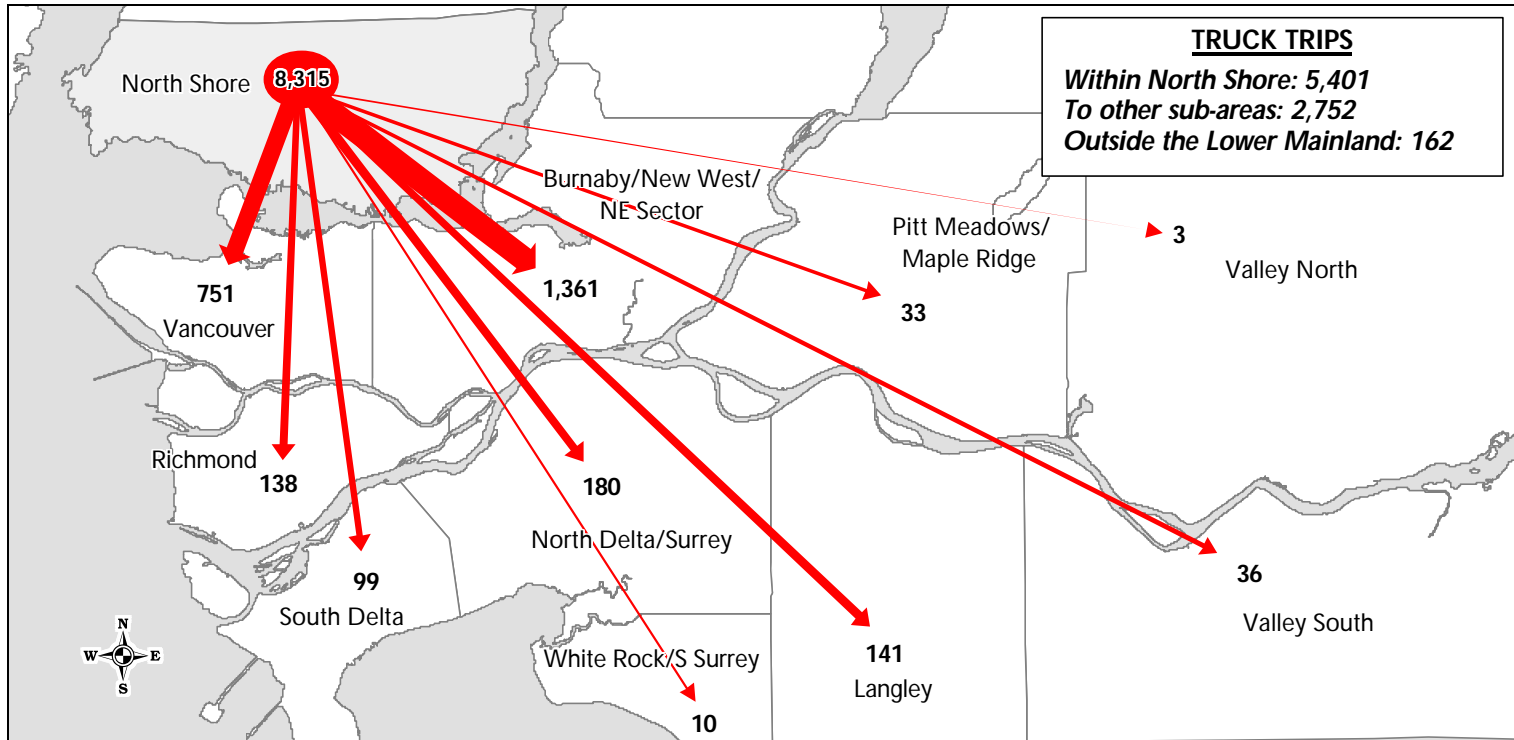 TRUCK TRIPS
Within North Shore: 5,401
To other sub-areas: 2,752
Outside the Lower Mainland: 162
North Shore
8,315
Burnaby/New West/
NE Sector
1,361
Pitt Meadows/
Maple Ridge
33
3
Valley North
751
Vancouver
Richmond
138
180
North Delta/Surrey
99
South Delta
36
Valley South
White Rock/S Surrey
10
141
Langley
N
W E
S